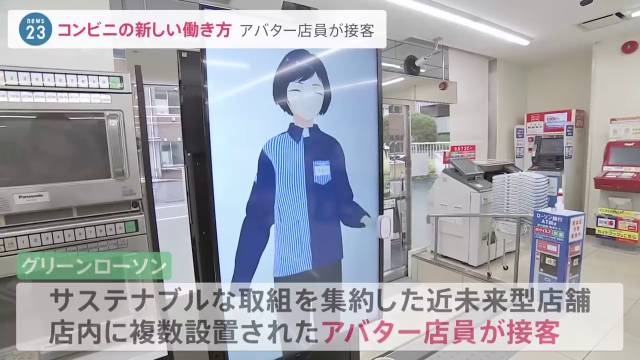 news
23
コンビニの新しい働き方 アバター店員が接客
Panasonic
ローソン銀行
ATM
グリーンローソン
サステナブルな取組を集約した近未来型店舗
店内に複数設置されたアバター店員が接客